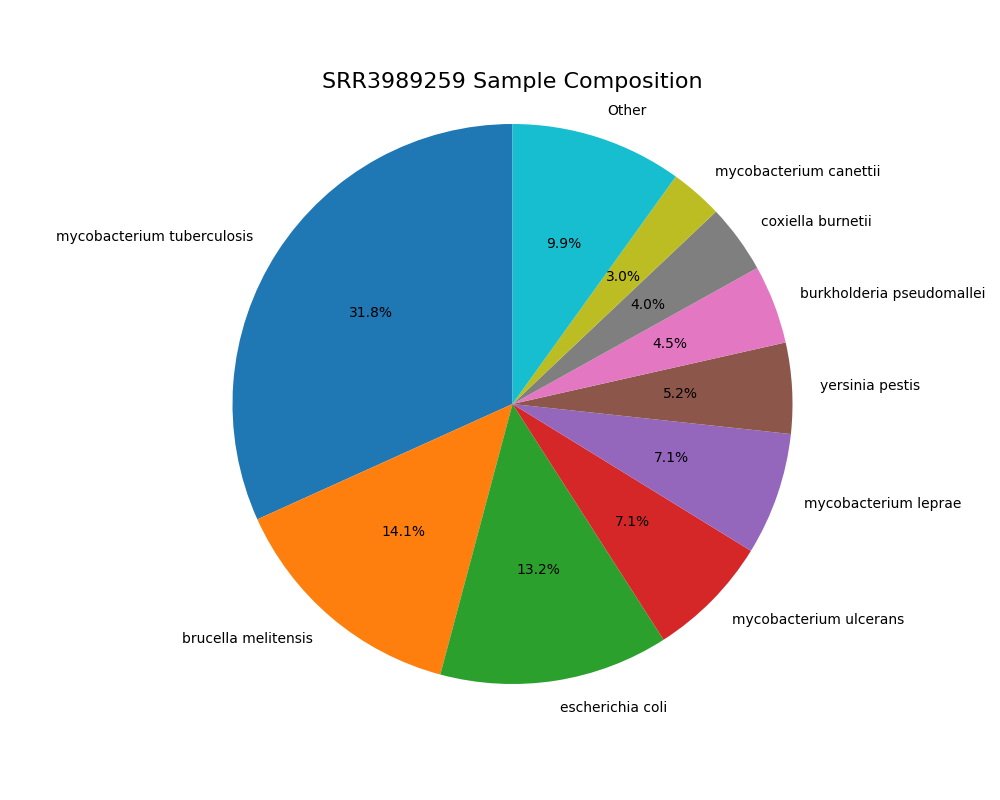 SRR3989259 Sample Composition
Other
mycobacterium canettii
coxiella burnetii
mycobacterium tuberculosis
9.9%
3.0%
4.0%
burkholderia pseudomallei
31.8%
4.5%
yersinia pestis
5.2%
7.1%
mycobacterium leprae
14.1%
7.1%
13.2%
mycobacterium ulcerans
brucella melitensis
escherichia coli